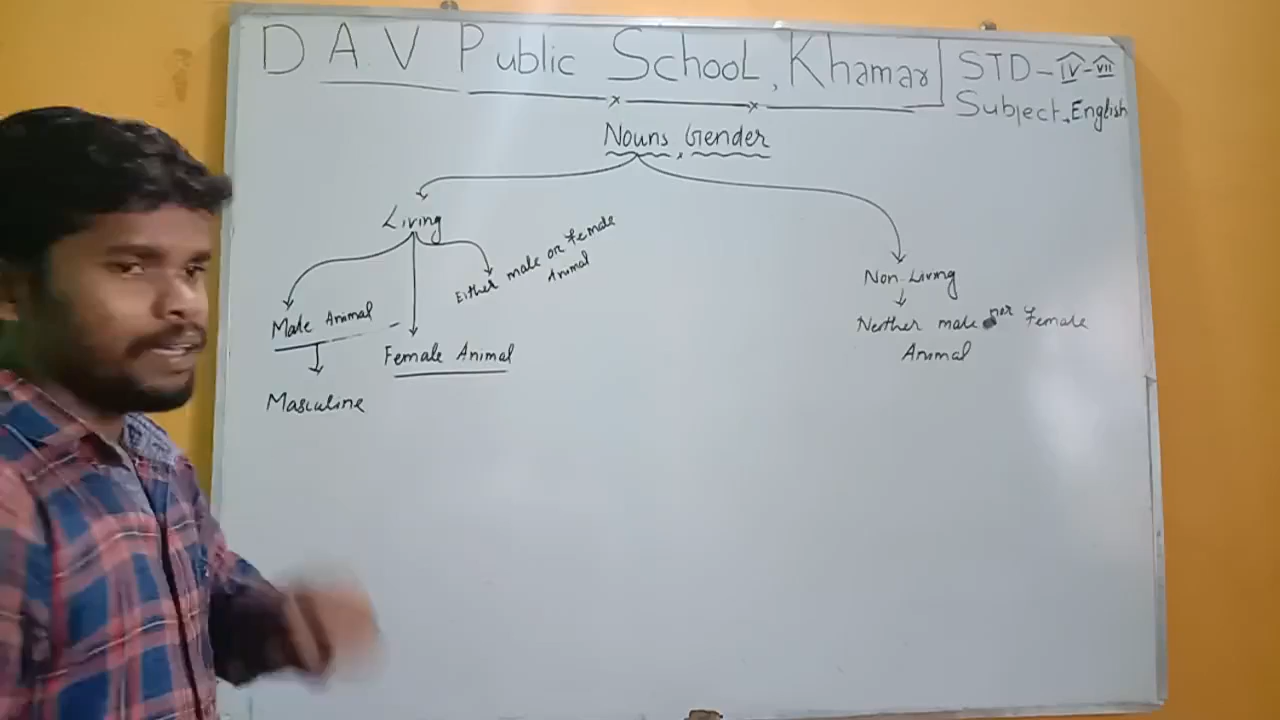 D A V Public School, Khamar
STD - IV - VII
Subject, English
Nouns, Gender
Living
Either male or Female
Animal
Male Animal
Female Animal
Masculine
Non Living
Neither male nor Female
Animal